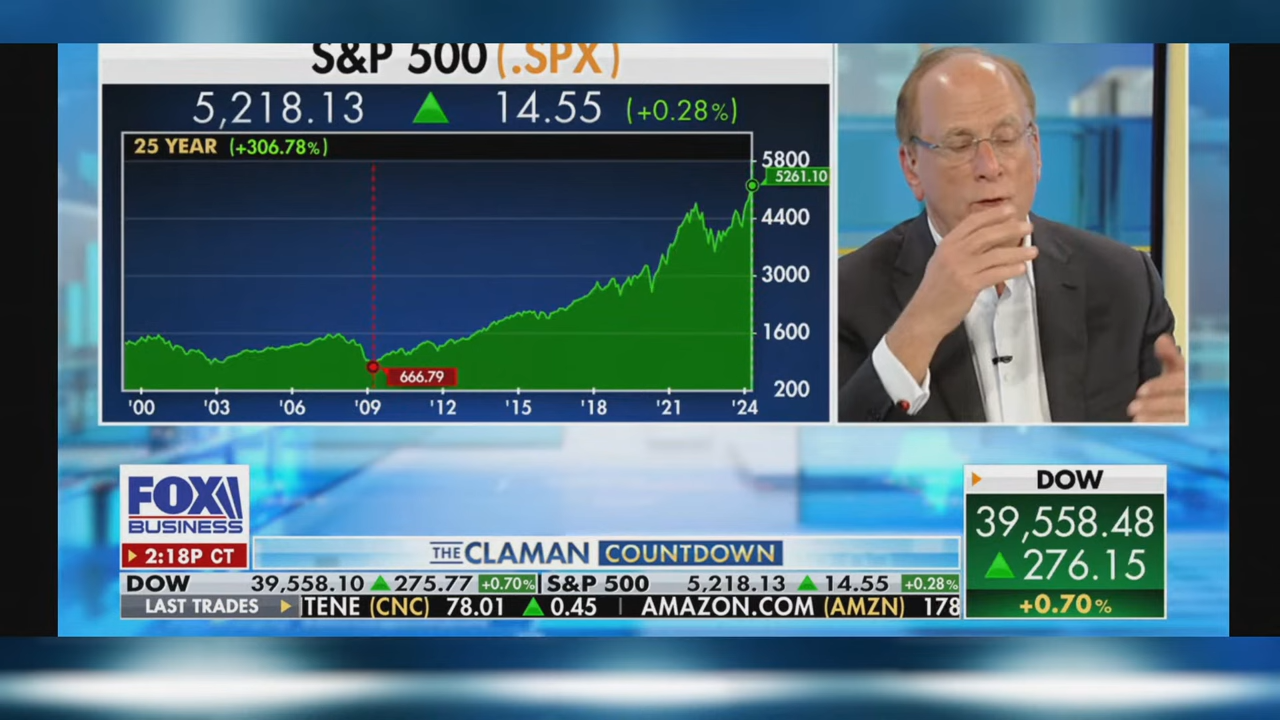 S&P 500 (.SPX)
5,218.13 ▲ 14.55 (+0.28%)
25 YEAR (+306.78%)
5800
5261.10
4400
3000
1600
200
666.79
'00 '03 '06 '09 '12 '15 '18 '21 '24
FOX
BUSINESS
2:18P CT
THE CLAMAN COUNTDOWN
DOW
39,558.48
▲ 276.15
+0.70%
DOW 39,558.10 ▲ 275.77 +0.70% S&P 500 5,218.13 ▲ 14.55 +0.28%
LAST TRADES TENE (CNC) 78.01 ▲ 0.45 | AMAZON.COM (AMZN) 178